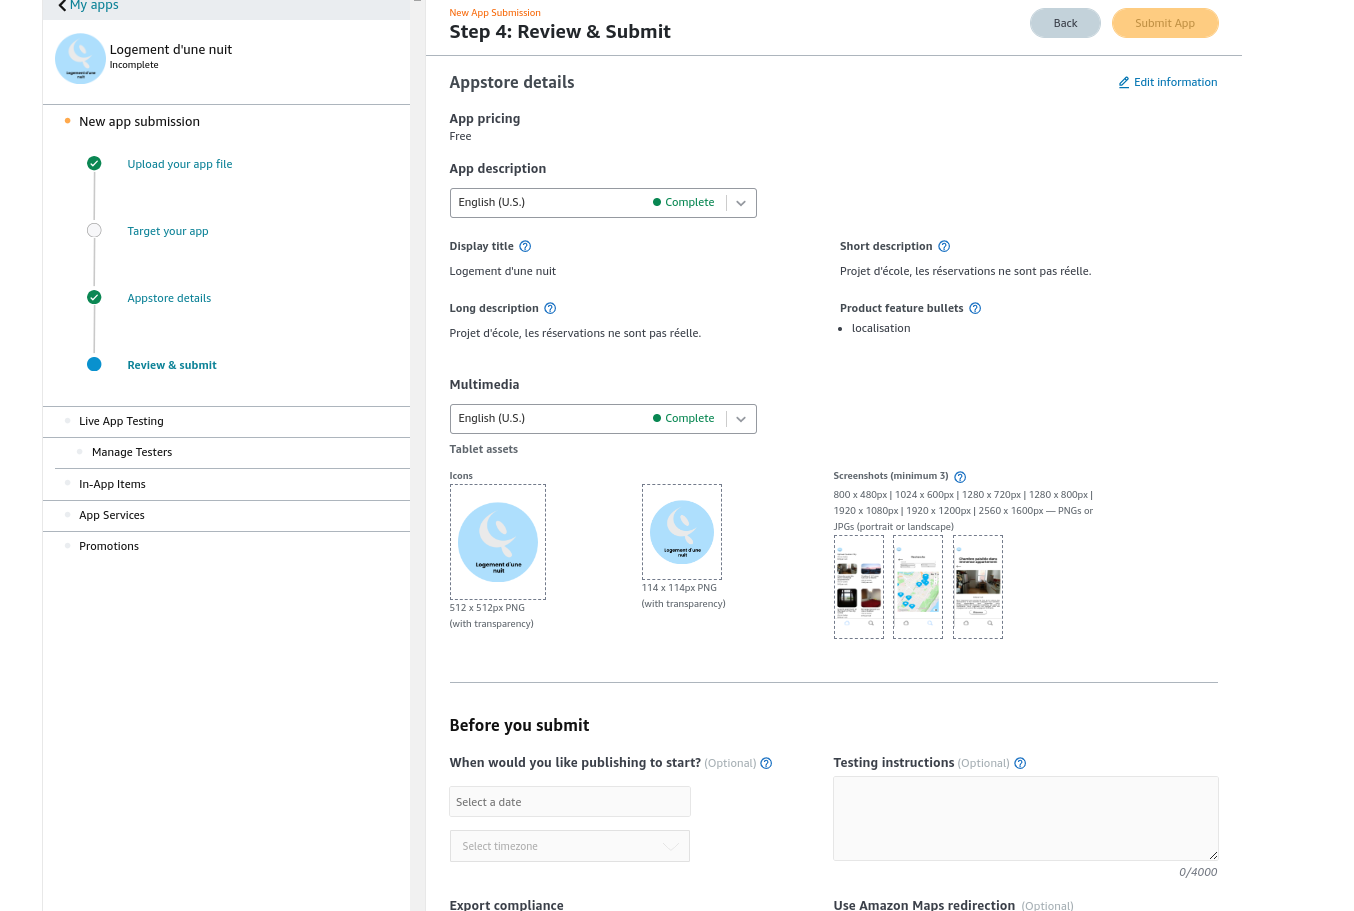 My apps
Logement d'une nuit
Incomplete
New app submission
Upload your app file
Target your app
Appstore details
Review & submit
Live App Testing
Manage Testers
In-App Items
App Services
Promotions
New App Submission
Step 4: Review & Submit
Back
Submit App
Appstore details
Edit information
App pricing
Free
App description
English (U.S.)
Complete
Display title
Short description
Logement d'une nuit
Projet d'école, les réservations ne sont pas réelle.
Long description
Product feature bullets
Projet d'école, les réservations ne sont pas réelle.
• localisation
Multimedia
English (U.S.)
Complete
Tablet assets
Icons
Logement d'une
nuit
512 x 512px PNG
(with transparency)
Logement d'une
nuit
114 x 114px PNG
(with transparency)
Screenshots (minimum 3)
800 x 480px | 1024 x 600px | 1280 x 720px | 1280 x 800px |
1920 x 1080px | 1920 x 1200px | 2560 x 1600px — PNGs or
JPGs (portrait or landscape)
Before you submit
When would you like publishing to start? (Optional)
Testing instructions (Optional)
Select a date
Select timezone
0/4000
Export compliance
Use Amazon Maps redirection (Optional)